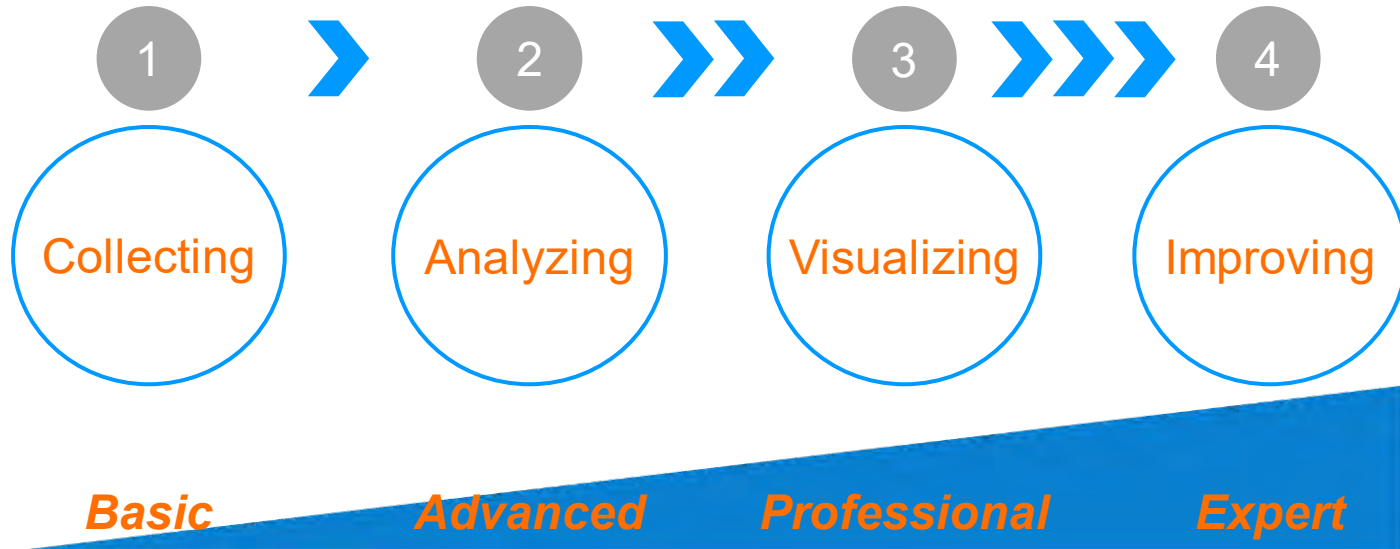 1
2
3
4
Collecting
Analyzing
Visualizing
Improving
Basic
Advanced
Professional
Expert